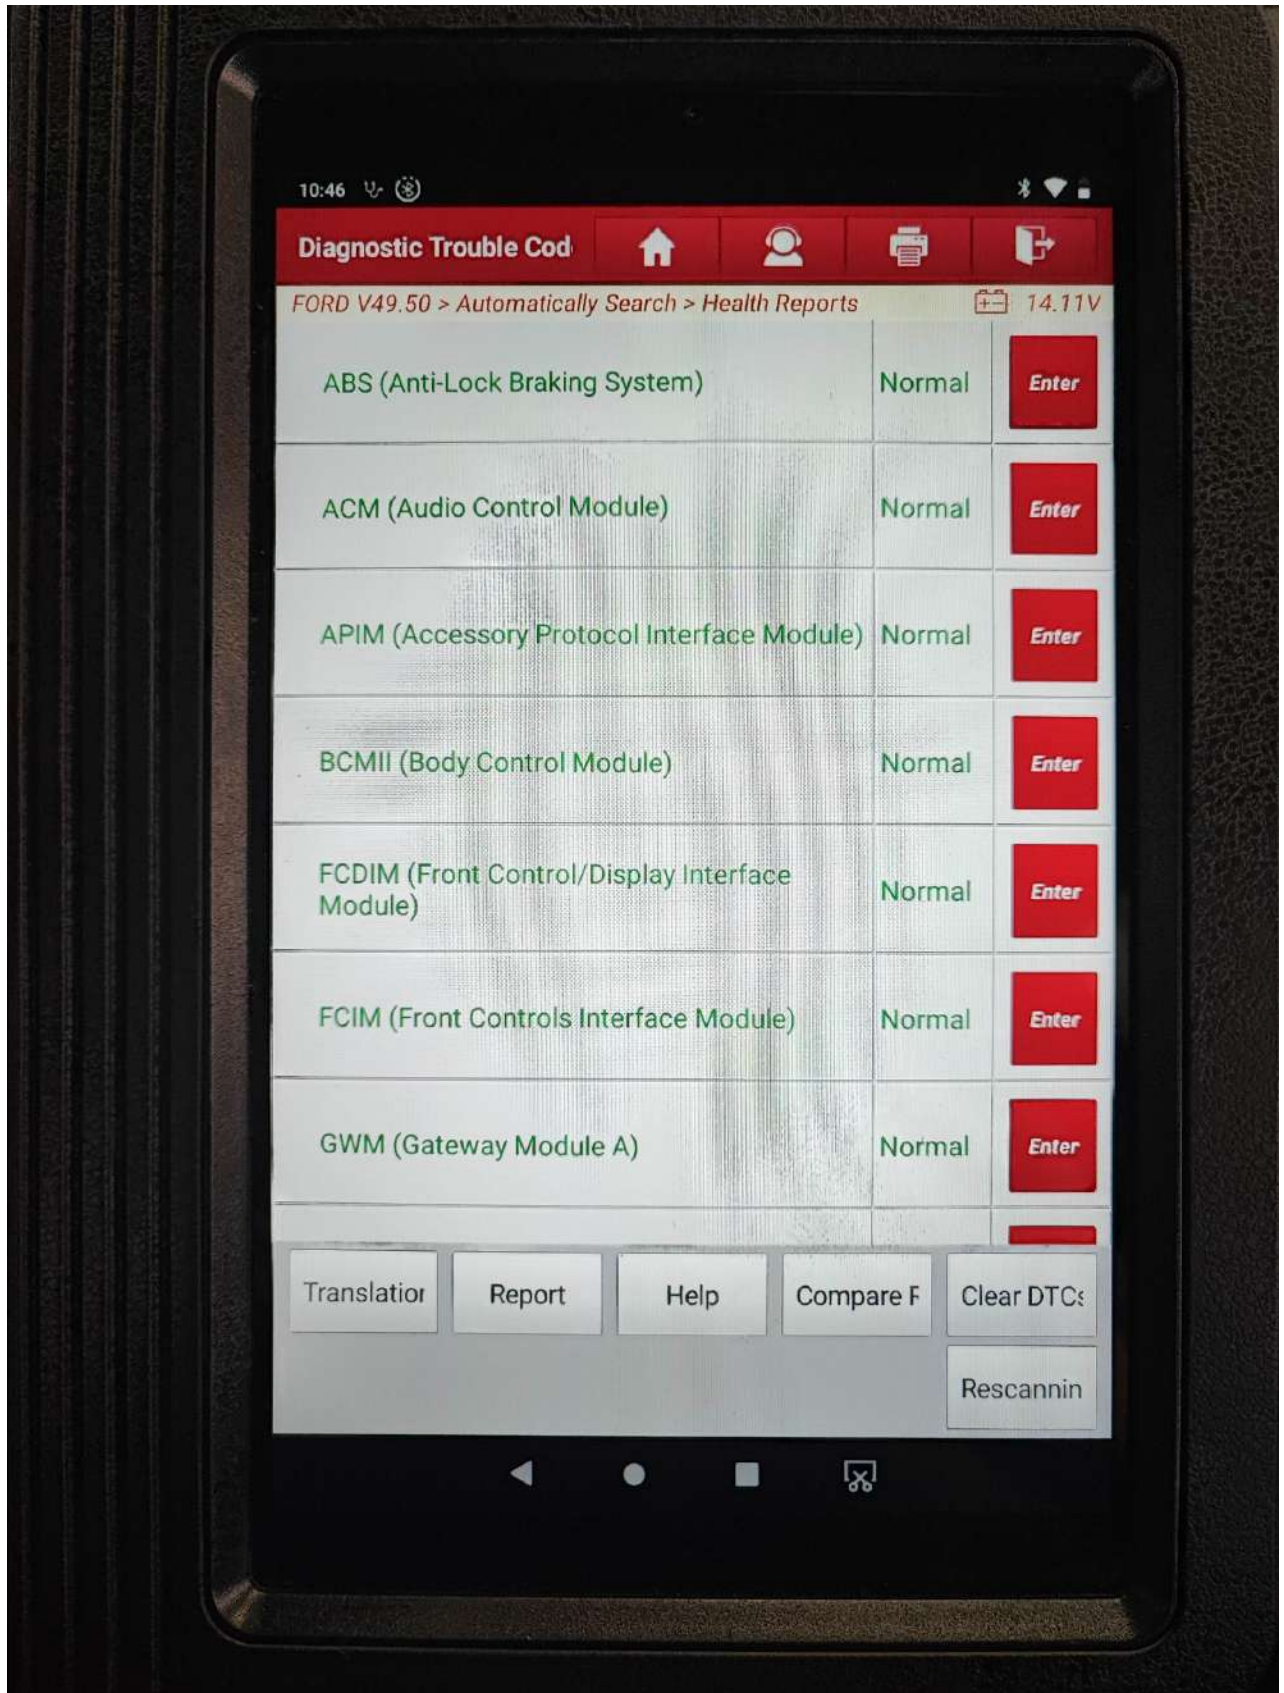 10:46
Diagnostic Trouble Cod
FORD V49.50 > Automatically Search > Health Reports 14.11V
ABS (Anti-Lock Braking System) Normal Enter
ACM (Audio Control Module) Normal Enter
APIM (Accessory Protocol Interface Module) Normal Enter
BCMII (Body Control Module) Normal Enter
FCDIM (Front Control/Display Interface
Module) Normal Enter
FCIM (Front Controls Interface Module) Normal Enter
GWM (Gateway Module A) Normal Enter
Translation Report Help Compare F Clear DTCs
Rescannin